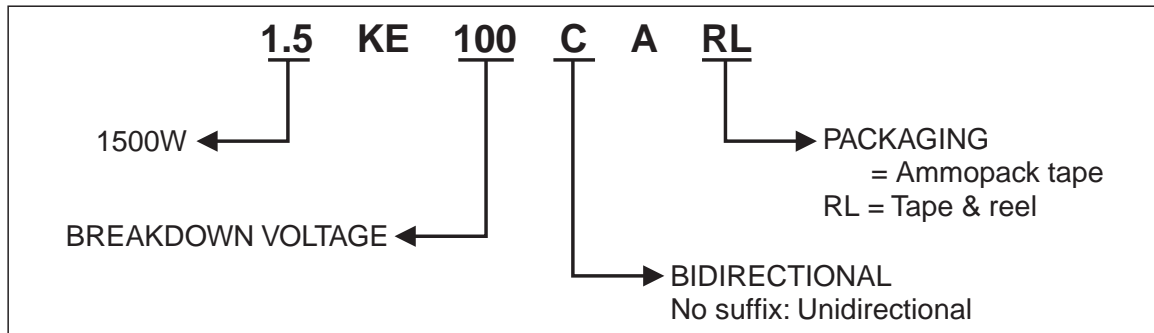 1.5 KE 100 C A RL
1500W
PACKAGING
= Ammopack tape
RL = Tape & reel
BREAKDOWN VOLTAGE
BIDIRECTIONAL
No suffix: Unidirectional